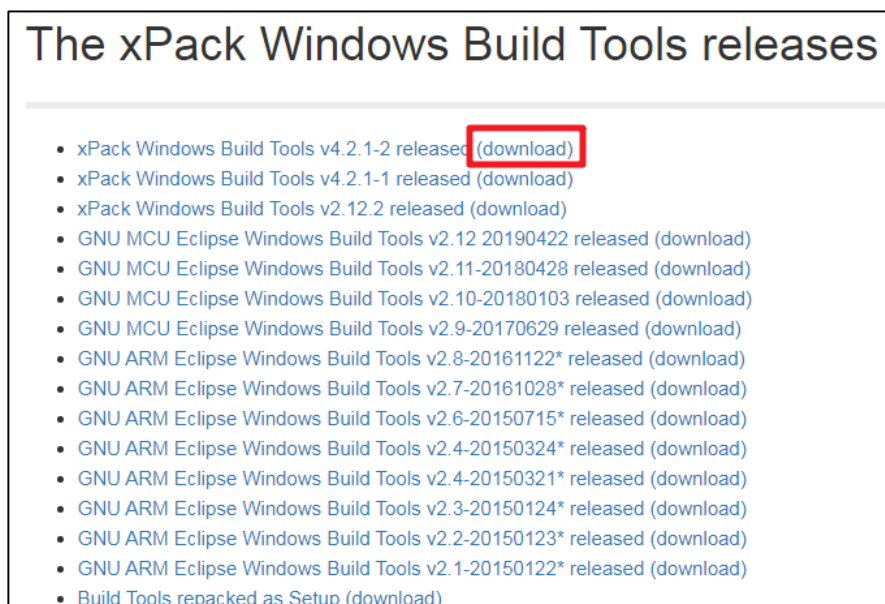 The xPack Windows Build Tools releases
xPack Windows Build Tools v4.2.1-2 released (download)
xPack Windows Build Tools v4.2.1-1 released (download)
xPack Windows Build Tools v2.12.2 released (download)
GNU MCU Eclipse Windows Build Tools v2.12 20190422 released (download)
GNU MCU Eclipse Windows Build Tools v2.11-20180428 released (download)
GNU MCU Eclipse Windows Build Tools v2.10-20180103 released (download)
GNU MCU Eclipse Windows Build Tools v2.9-20170629 released (download)
GNU ARM Eclipse Windows Build Tools v2.8-20161122* released (download)
GNU ARM Eclipse Windows Build Tools v2.7-20161028* released (download)
GNU ARM Eclipse Windows Build Tools v2.6-20150715* released (download)
GNU ARM Eclipse Windows Build Tools v2.4-20150324* released (download)
GNU ARM Eclipse Windows Build Tools v2.4-20150321* released (download)
GNU ARM Eclipse Windows Build Tools v2.3-20150124* released (download)
GNU ARM Eclipse Windows Build Tools v2.2-20150123* released (download)
GNU ARM Eclipse Windows Build Tools v2.1-20150122* released (download)
Build Tools repacked as Setup (download)